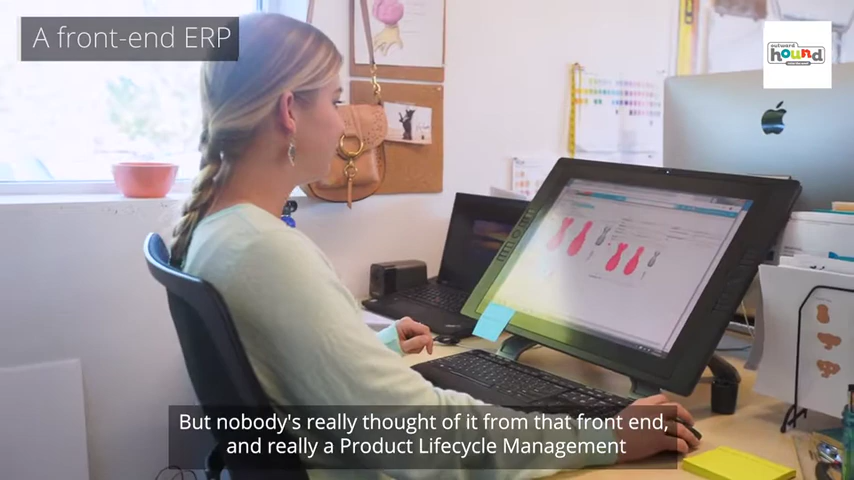 A front-end ERP
outward
hound
But nobody's really thought of it from that front end,
and really a Product Lifecycle Management